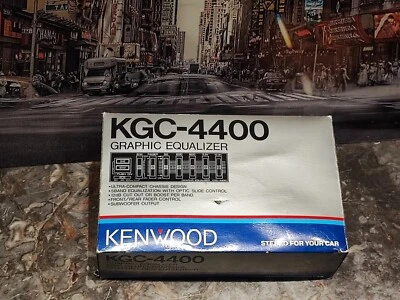 KGC-4400
GRAPHIC EQUALIZER
•ULTRA-COMPACT CHASSIS DESIGN
•5BAND EQUALIZATION WITH OPTIC SLIDE CONTROL
•12dB CUT OUT OR BOOST PER BAND
•FRONT/REAR FADER CONTROL
•SUBWOOFER OUTPUT
KENWOOD
STEREO FOR YOUR CAR
KGC-4400